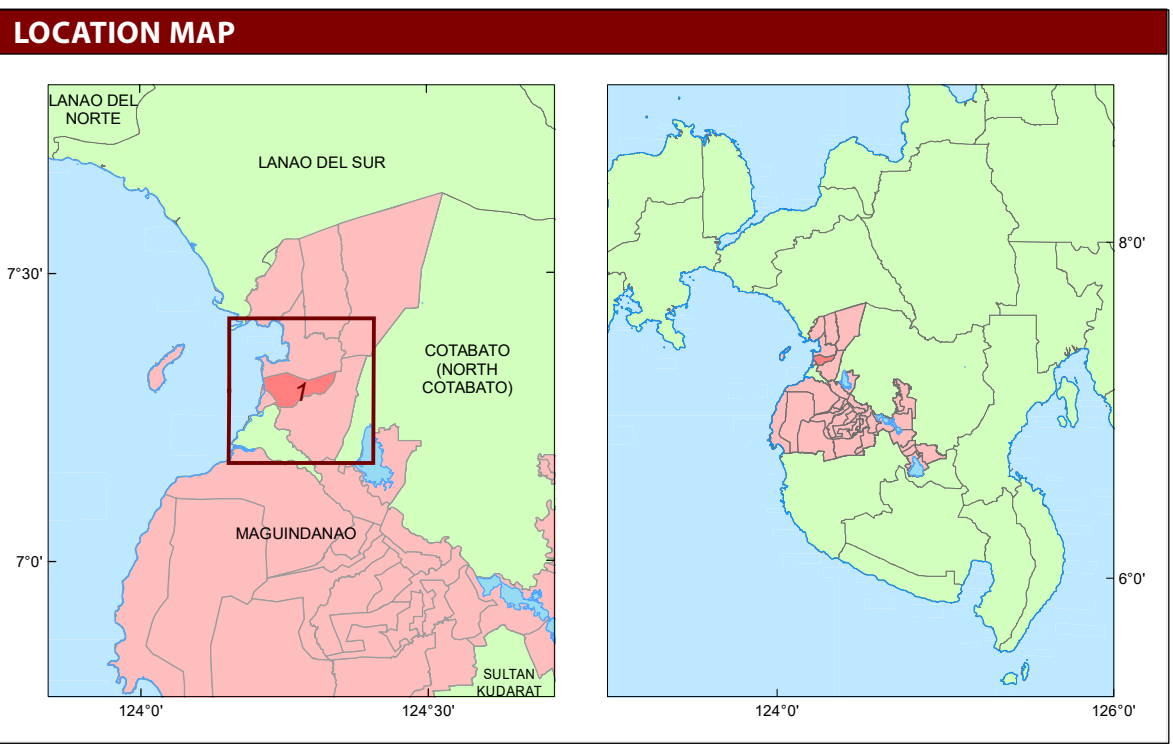 LOCATION MAP
LANAO DEL
NORTE
LANAO DEL SUR
7°30'
COTABATO
(NORTH
COTABATO)
1
MAGUINDANAO
7°0'
SULTAN
KUDARAT
124°0'
124°30'
8°0'
6°0'
124°0'
126°0'